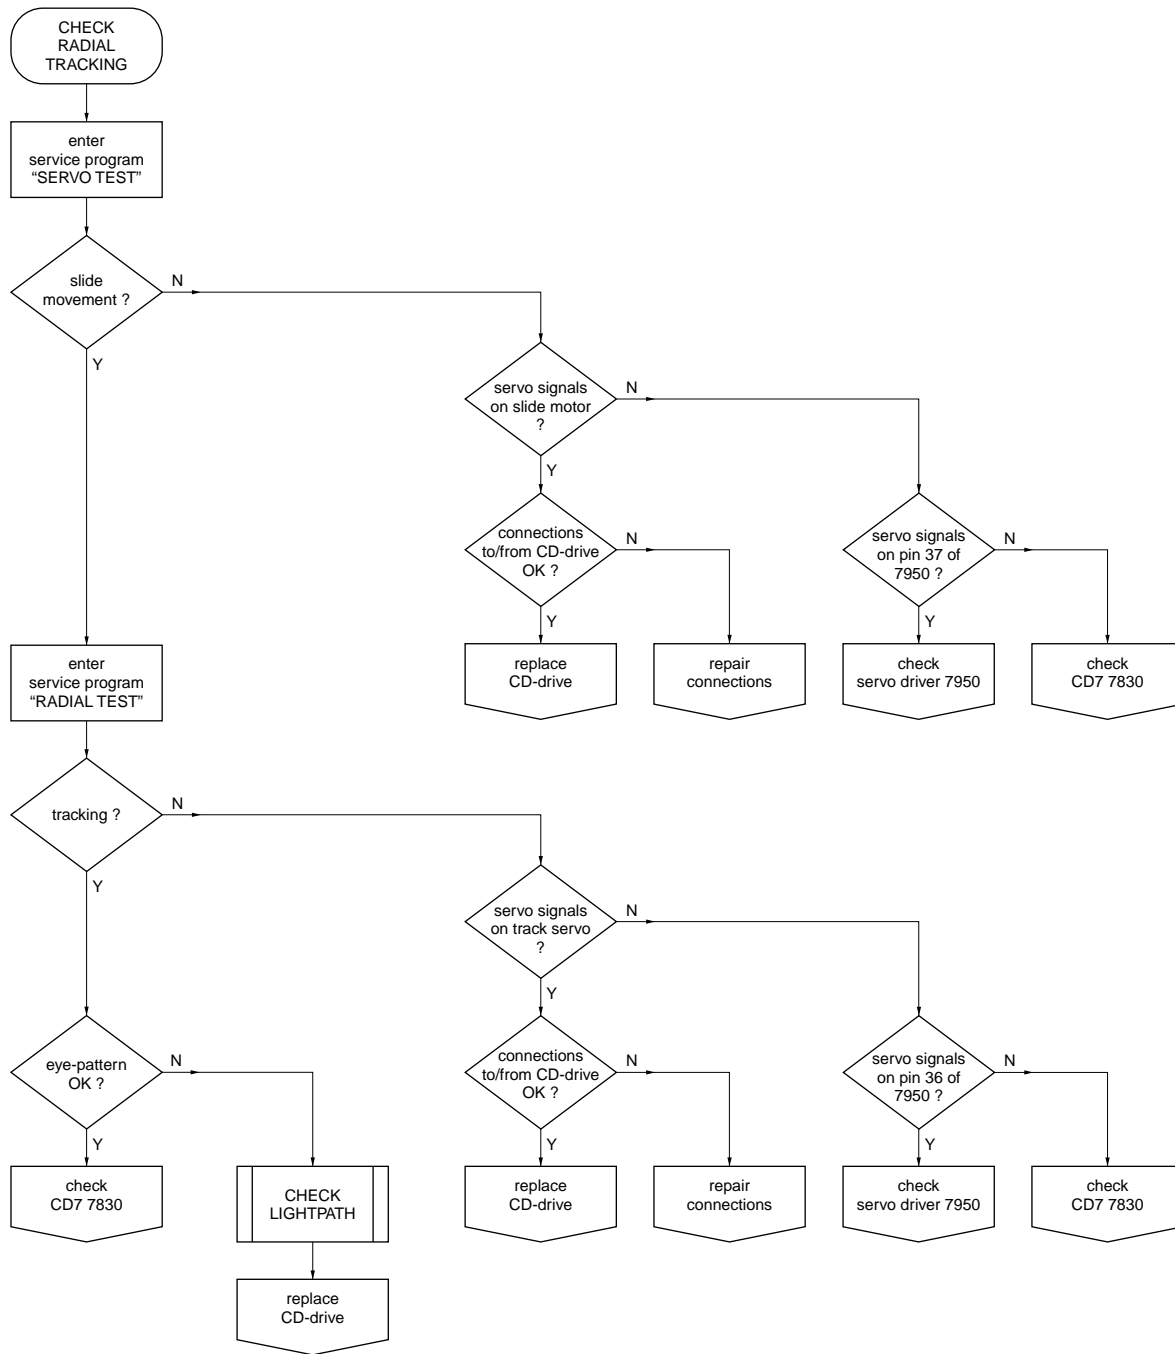 CHECK
RADIAL
TRACKING
enter
service program
“SERVO TEST”
slide
movement ?
N
Y
servo signals
on slide motor
?
N
Y
connections
to/from CD-drive
OK ?
N
Y
servo signals
on pin 37 of
7950 ?
N
Y
replace
CD-drive
repair
connections
check
servo driver 7950
check
CD7 7830
enter
service program
“RADIAL TEST”
tracking ?
N
Y
servo signals
on track servo
?
N
Y
eye-pattern
OK ?
N
Y
connections
to/from CD-drive
OK ?
N
Y
servo signals
on pin 36 of
7950 ?
N
Y
check
CD7 7830
CHECK
LIGHTPATH
replace
CD-drive
repair
connections
check
servo driver 7950
check
CD7 7830
replace
CD-drive